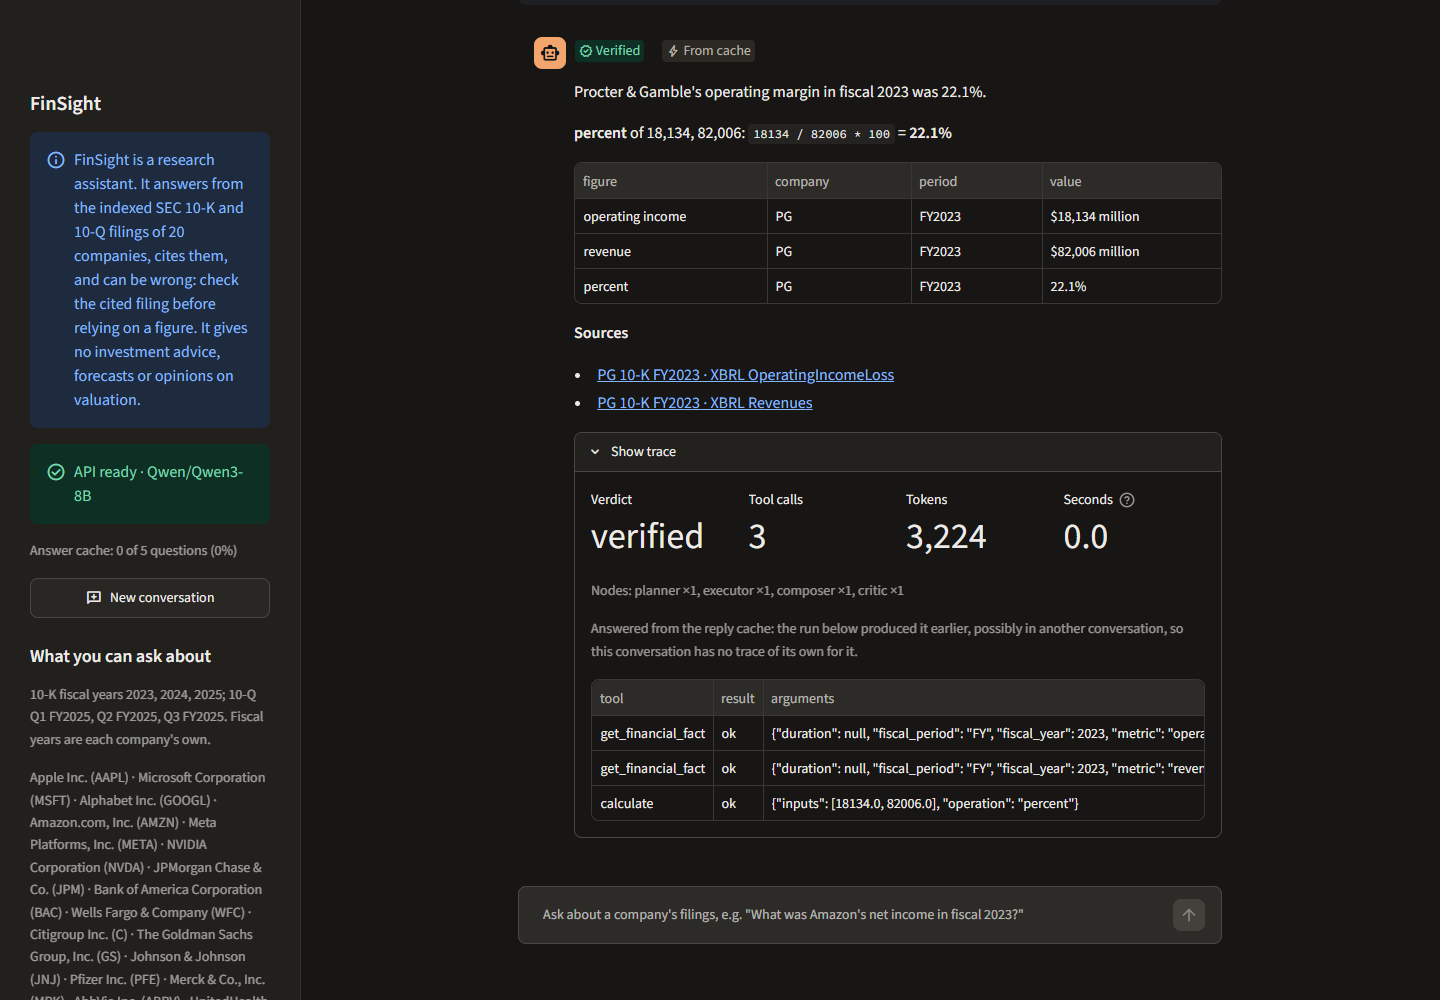 FinSight
FinSight is a research
assistant. It answers from
the indexed SEC 10-K and
10-Q filings of 20
companies, cites them,
and can be wrong: check
the cited filing before
relying on a figure. It gives
no investment advice,
forecasts or opinions on
valuation.
API ready · Qwen/Qwen3-
8B
Answer cache: 0 of 5 questions (0%)
New conversation
What you can ask about
10-K fiscal years 2023, 2024, 2025; 10-Q
Q1 FY2025, Q2 FY2025, Q3 FY2025. Fiscal
years are each company's own.
Apple Inc. (AAPL) · Microsoft Corporation
(MSFT) · Alphabet Inc. (GOOGL) ·
Amazon.com, Inc. (AMZN) · Meta
Platforms, Inc. (META) · NVIDIA
Corporation (NVDA) · JPMorgan Chase &
Co. (JPM) · Bank of America Corporation
(BAC) · Wells Fargo & Company (WFC) ·
Citigroup Inc. (C) · The Goldman Sachs
Group, Inc. (GS) · Johnson & Johnson
(JNJ) · Pfizer Inc. (PFE) · Merck & Co., Inc.
Verified From cache
Procter & Gamble's operating margin in fiscal 2023 was 22.1%.
percent of 18,134, 82,006: 18134 / 82006 * 100 = 22.1%
figure company period value
operating income PG FY2023 $18,134 million
revenue PG FY2023 $82,006 million
percent PG FY2023 22.1%
Sources
• PG 10-K FY2023 · XBRL OperatingIncomeLoss
• PG 10-K FY2023 · XBRL Revenues
Show trace
Verdict Tool calls Tokens Seconds
verified 3 3,224 0.0
Nodes: planner ×1, executor ×1, composer ×1, critic ×1
Answered from the reply cache: the run below produced it earlier, possibly in another conversation, so
this conversation has no trace of its own for it.
tool result arguments
get_financial_fact ok {"duration": null, "fiscal_period": "FY", "fiscal_year": 2023, "metric": "opera
get_financial_fact ok {"duration": null, "fiscal_period": "FY", "fiscal_year": 2023, "metric": "reven
calculate ok {"inputs": [18134.0, 82006.0], "operation": "percent"}
Ask about a company's filings, e.g. "What was Amazon's net income in fiscal 2023?"